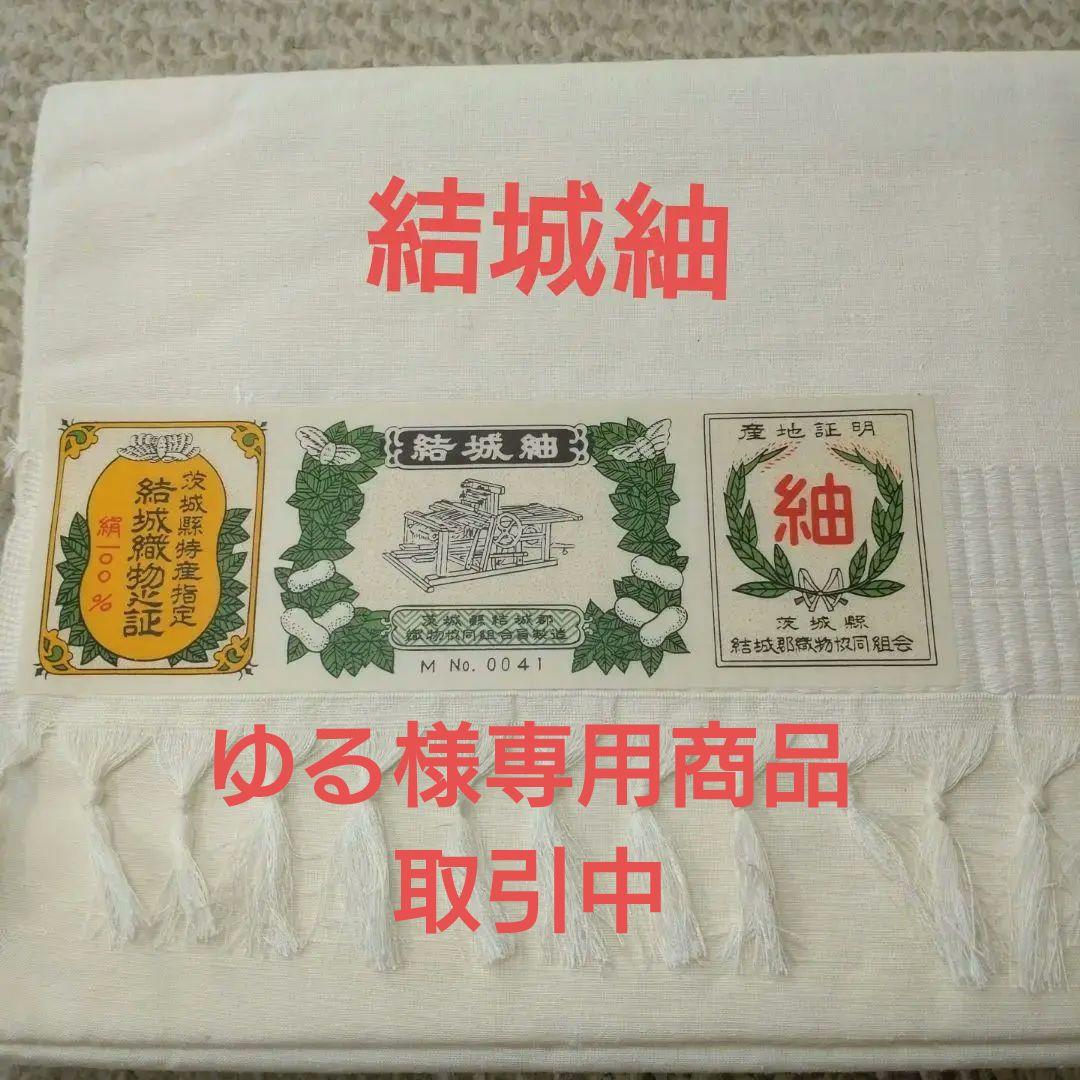 結城紬
茨城縣特産指定
結城織物之証
絹一〇〇%
結城紬
茨城縣結城郡
織物協同組合員製造
M No. 0041
産地証明
紬
茨城縣
結城郡織物協同組合
ゆる様専用商品
取引中